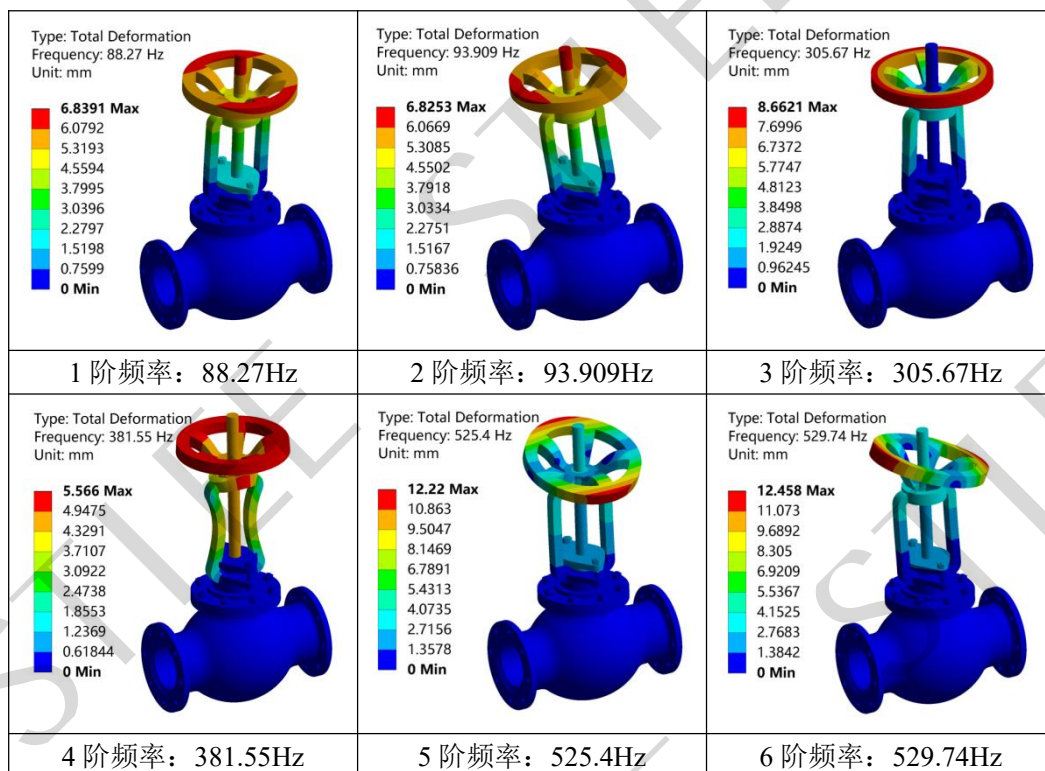 Type: Total Deformation
Frequency: 88.27 Hz
Unit: mm
6.8391 Max
6.0792
5.3193
4.5594
3.7995
3.0396
2.2797
1.5198
0.7599
0 Min
Type: Total Deformation
Frequency: 93.909 Hz
Unit: mm
6.8253 Max
6.0669
5.3085
4.5502
3.7918
3.0334
2.2751
1.5167
0.75836
0 Min
Type: Total Deformation
Frequency: 305.67 Hz
Unit: mm
8.6621 Max
7.6996
6.7372
5.7747
4.8123
3.8498
2.8874
1.9249
0.96245
0 Min
1 阶频率：88.27Hz
2 阶频率：93.909Hz
3 阶频率：305.67Hz
Type: Total Deformation
Frequency: 381.55 Hz
Unit: mm
5.566 Max
4.9475
4.3291
3.7107
3.0922
2.4738
1.8553
1.2369
0.61844
0 Min
Type: Total Deformation
Frequency: 525.4 Hz
Unit: mm
12.22 Max
10.863
9.5047
8.1469
6.7891
5.4313
4.0735
2.7156
1.3578
0 Min
Type: Total Deformation
Frequency: 529.74 Hz
Unit: mm
12.458 Max
11.073
9.6892
8.305
6.9209
5.5367
4.1525
2.7683
1.3842
0 Min
4 阶频率：381.55Hz
5 阶频率：525.4Hz
6 阶频率：529.74Hz